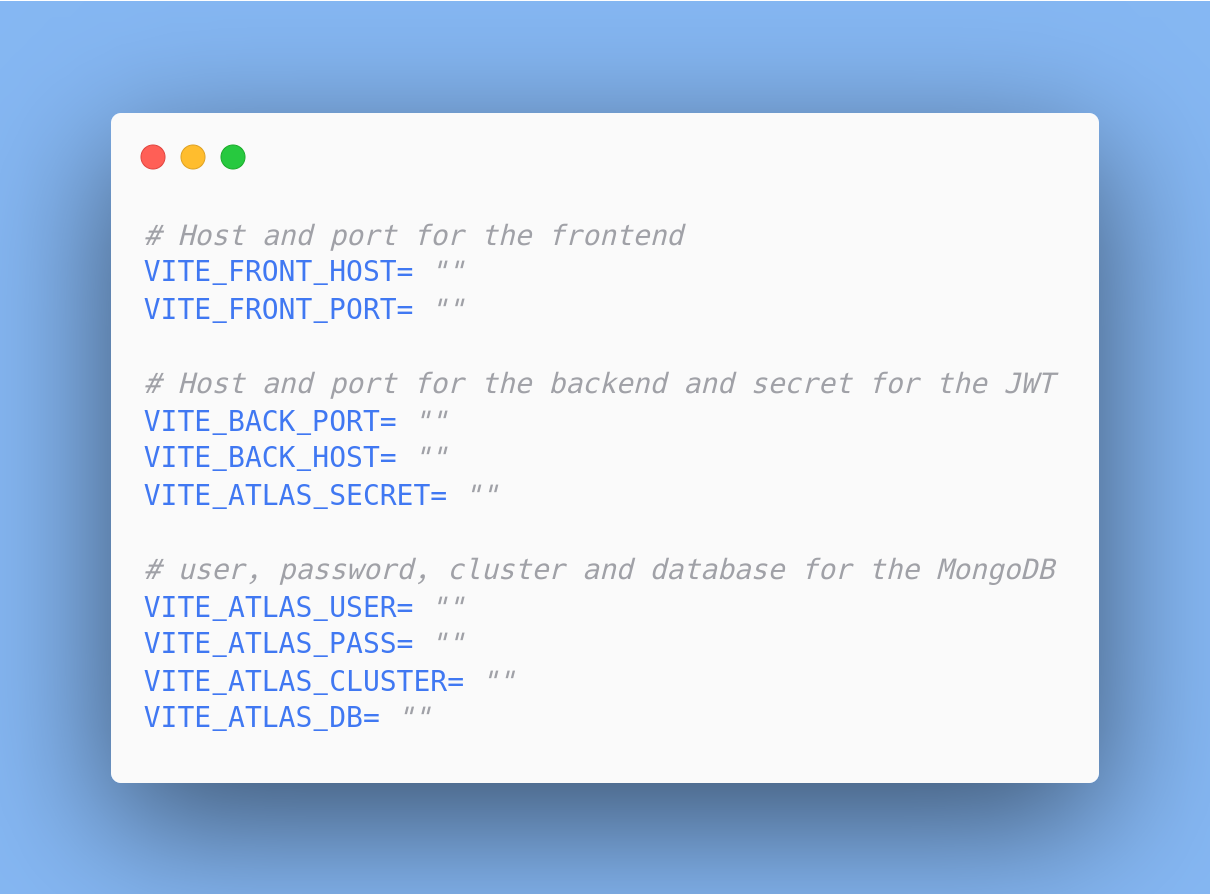 # Host and port for the frontend
VITE_FRONT_HOST= ""
VITE_FRONT_PORT= ""
# Host and port for the backend and secret for the JWT
VITE_BACK_PORT= ""
VITE_BACK_HOST= ""
VITE_ATLAS_SECRET= ""
# user, password, cluster and database for the MongoDB
VITE_ATLAS_USER= ""
VITE_ATLAS_PASS= ""
VITE_ATLAS_CLUSTER= ""
VITE_ATLAS_DB= ""